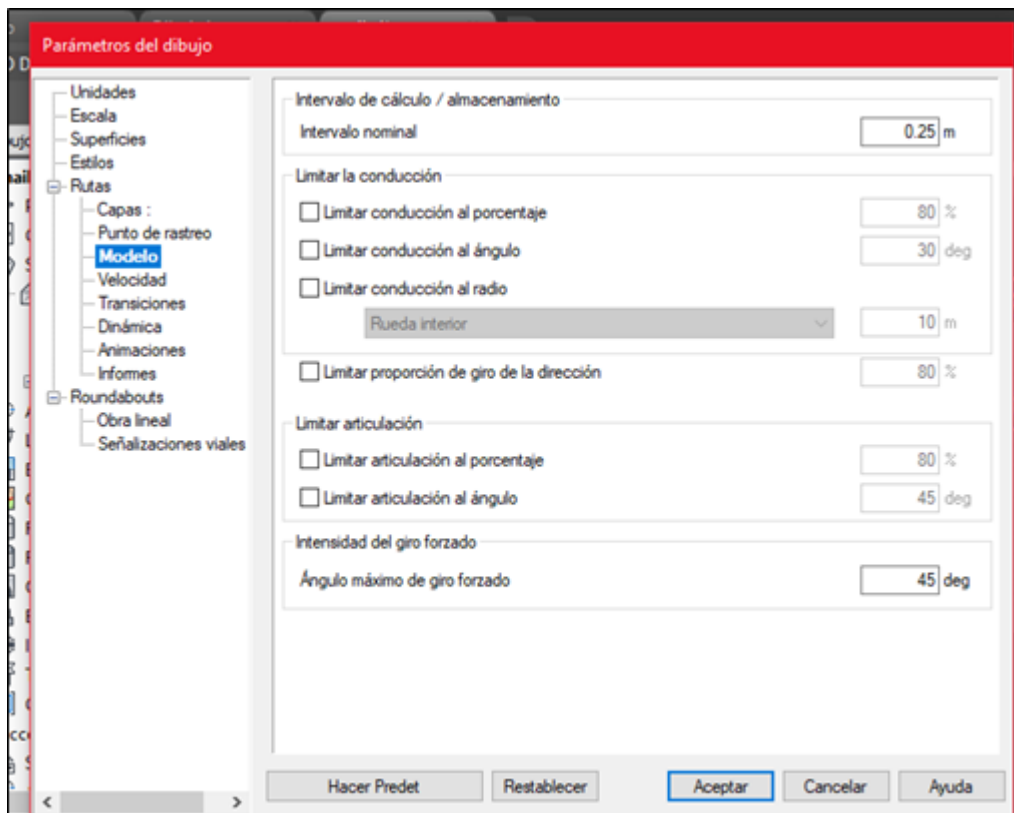 Parámetros del dibujo
Unidades
Escala
Superficies
Estilos
Rutas
Capas :
Punto de rastreo
Modelo
Velocidad
Transiciones
Dinámica
Animaciones
Informes
Roundabouts
Obra lineal
Señalizaciones viales
Intervalo de cálculo / almacenamiento
Intervalo nominal 0.25 m
Limitar la conducción
Limitar conducción al porcentaje 80 %
Limitar conducción al ángulo 30 deg
Limitar conducción al radio
Rueda interior 10 m
Limitar proporción de giro de la dirección 80 %
Limitar articulación
Limitar articulación al porcentaje 80 %
Limitar articulación al ángulo 45 deg
Intensidad del giro forzado
Ángulo máximo de giro forzado 45 deg
Hacer Predet Restablecer Aceptar Cancelar Ayuda